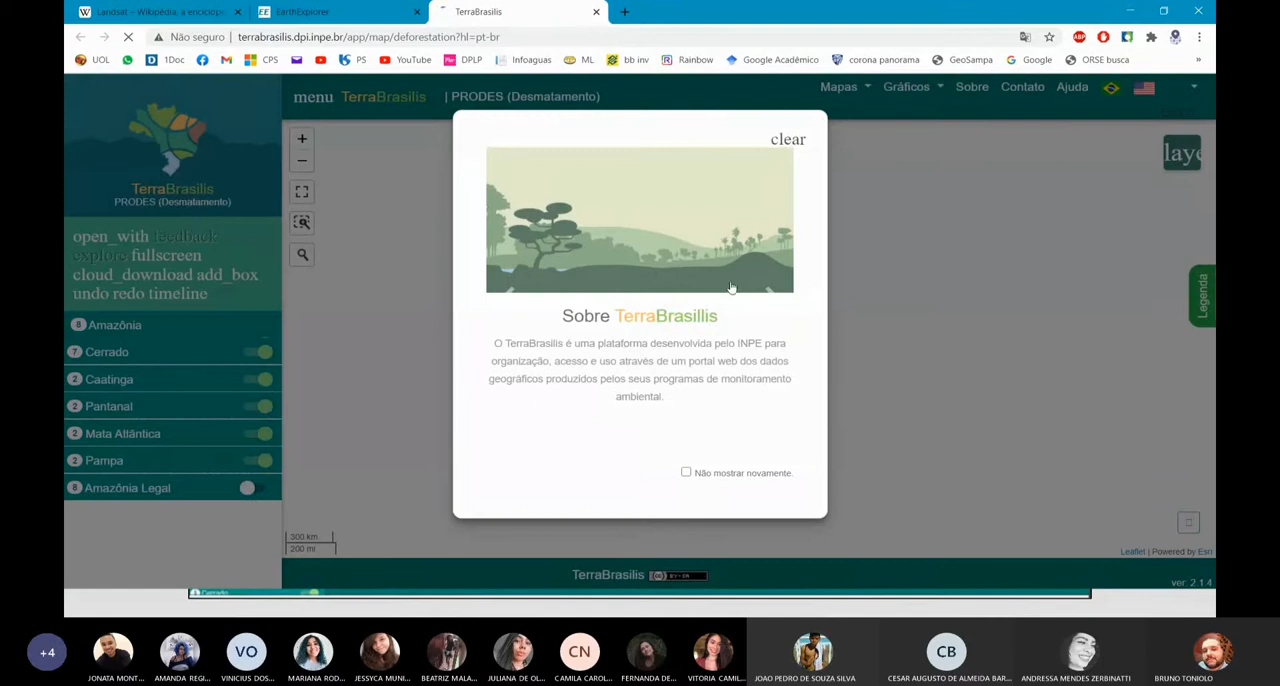 Landsat – Wikipédia, a enciclop
EarthExplorer
TerraBrasilis
Não seguro | terrabrasilis.dpi.inpe.br/app/map/deforestation?hl=pt-br
UOL
1Doc
CPS
PS
YouTube
DPLP
Infoaguas
ML
bb inv
Rainbow
Google Acadêmico
corona panorama
GeoSampa
Google
ORSE busca
menu TerraBrasilis | PRODES (Desmatamento)
Mapas
Gráficos
Sobre
Contato
Ajuda
TerraBrasilis
PRODES (Desmatamento)
open_with feedback
explore fullscreen
cloud_download add_box
undo redo timeline
8 Amazônia
7 Cerrado
2 Caatinga
2 Pantanal
2 Mata Atlântica
2 Pampa
8 Amazônia Legal
clear
Sobre TerraBrasillis
O TerraBrasilis é uma plataforma desenvolvida pelo INPE para
organização, acesso e uso através de um portal web dos dados
geográficos produzidos pelos seus programas de monitoramento
ambiental.
Não mostrar novamente.
laye
Legenda
300 km
200 mi
Leaflet | Powered by Esri
TerraBrasilis
ver: 2.1.4
Cerrado
+4
JONATA MONT...
AMANDA REGI...
VO
VINICIUS DOS...
MARIANA ROD...
JESSYCA MUNI...
BEATRIZ MALA...
JULIANA DE OL...
CN
CAMILA CAROL...
FERNANDA DE...
VITORIA CAMIL...
JOAO PEDRO DE SOUZA SILVA
CB
CESAR AUGUSTO DE ALMEIDA BAR...
ANDRESSA MENDES ZERBINATTI
BRUNO TONIOLO